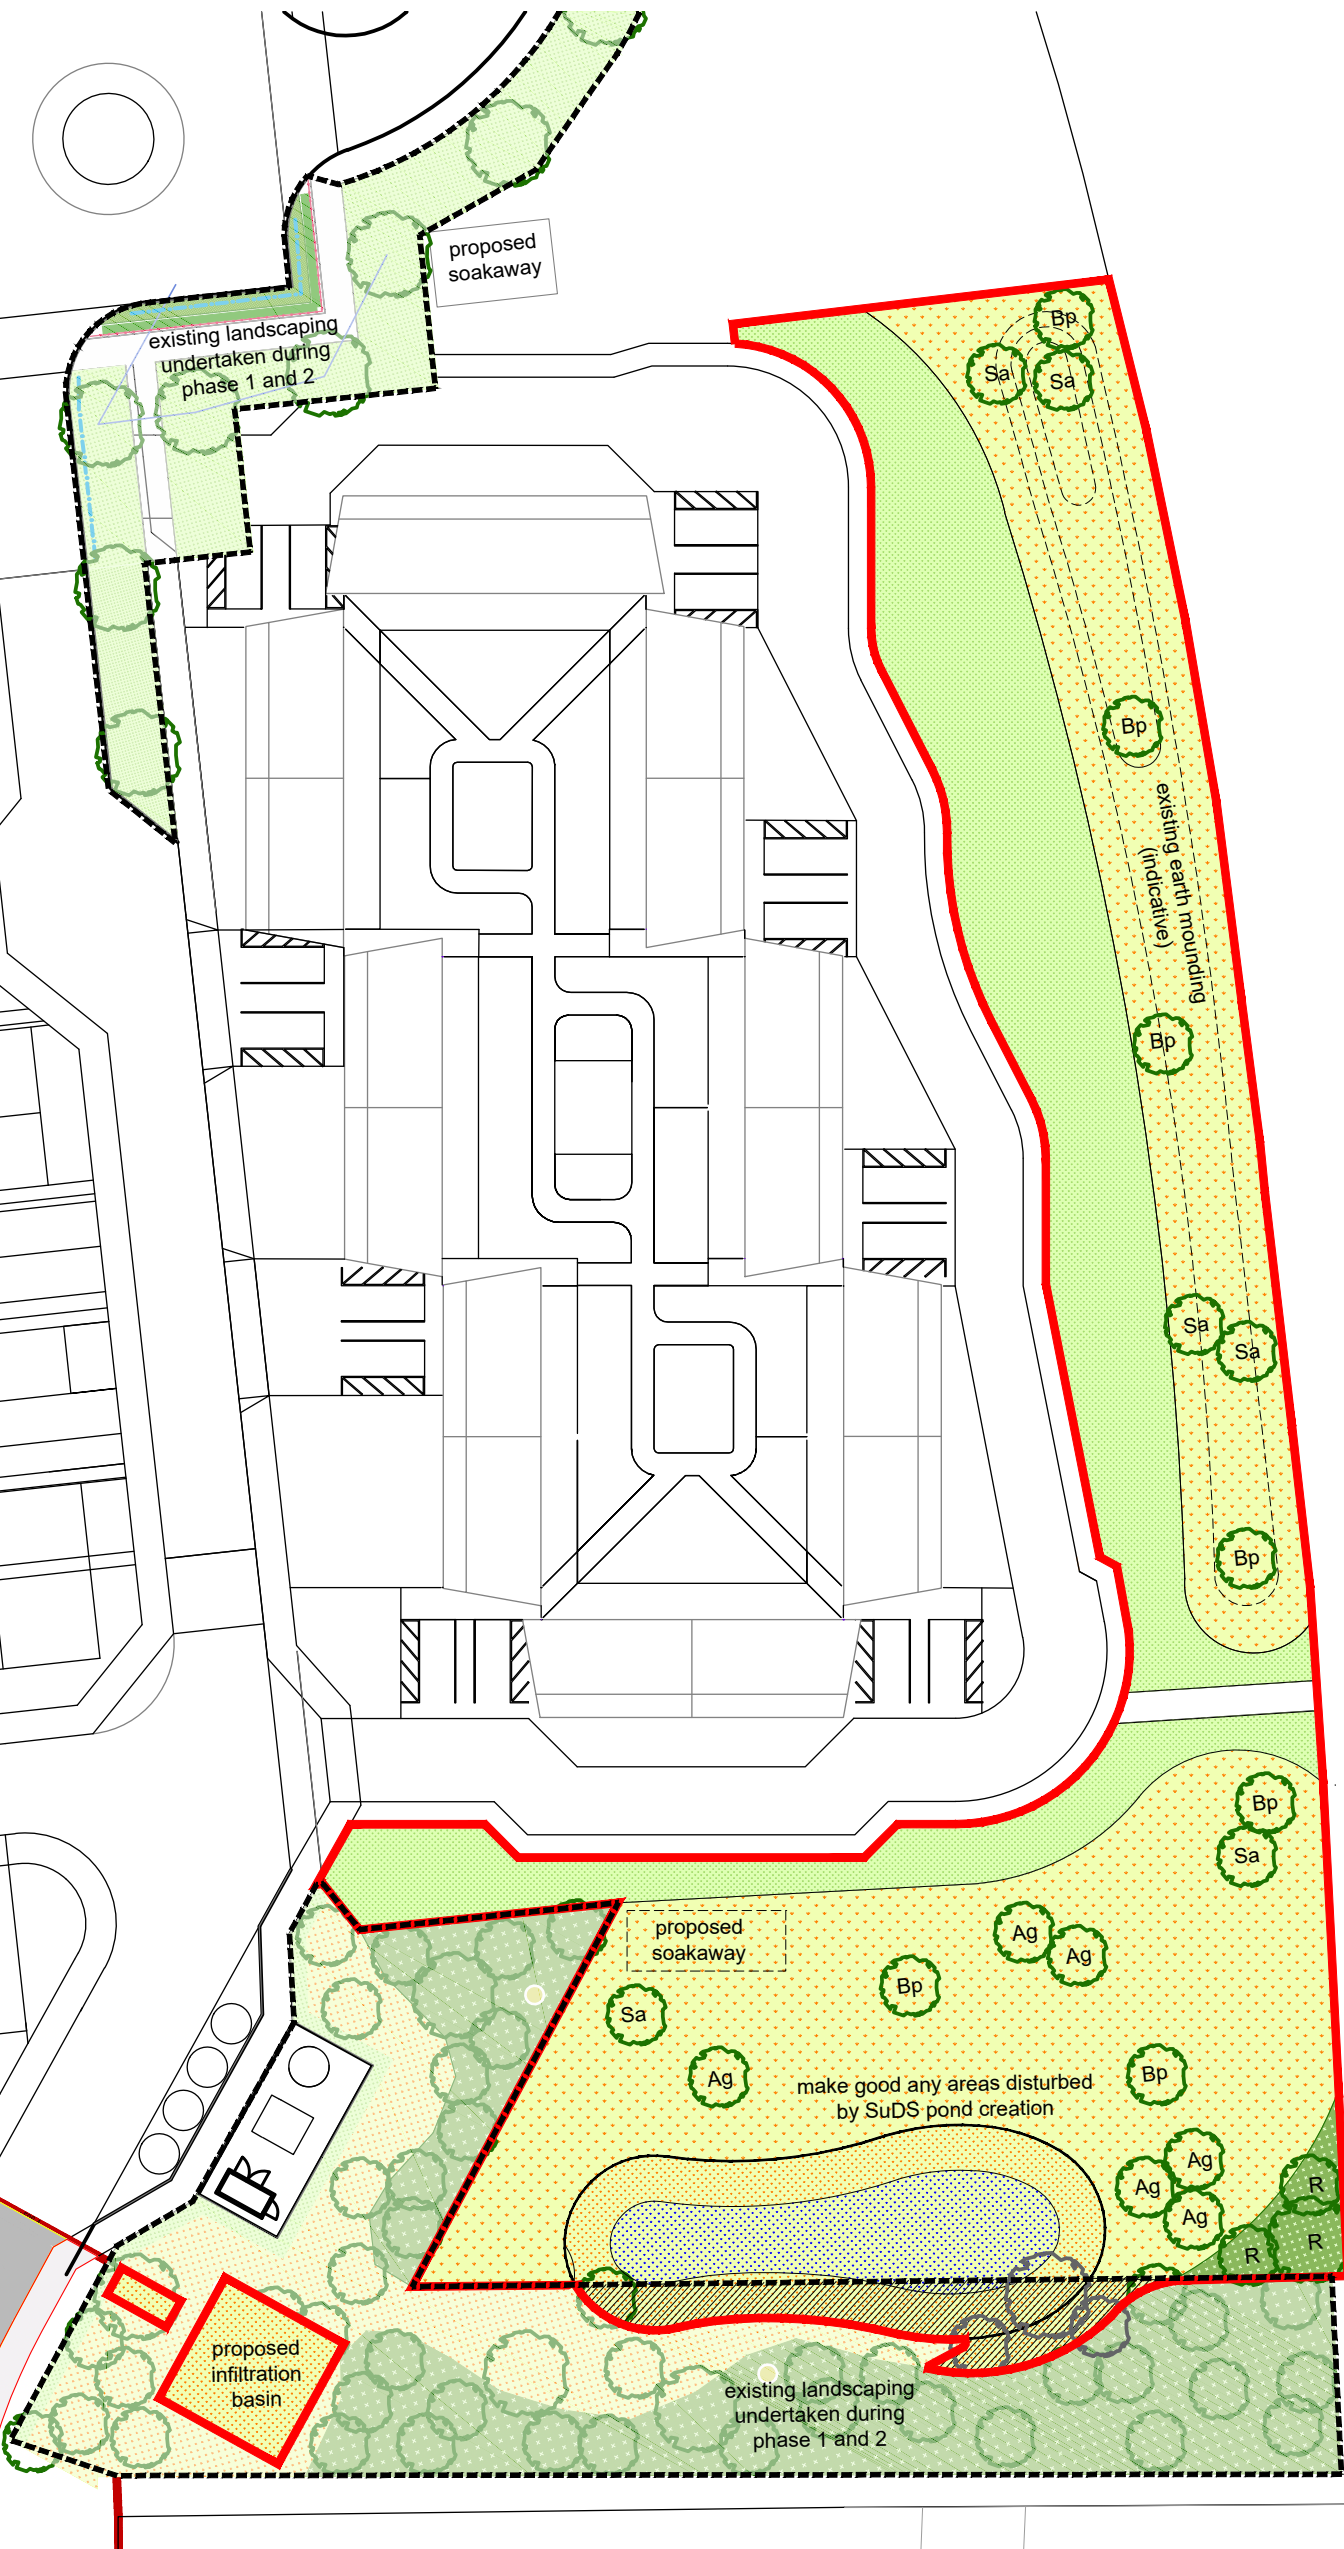 proposed
soakaway
Bp
Sa
Sa
existing landscaping
undertaken during
phase 1 and 2
Bp
existing earth mounding
(indicative)
Bp
Sa
Sa
Bp
Bp
Sa
proposed
soakaway
Ag
Ag
Bp
Sa
Ag
Bp
make good any areas disturbed
by SuDS pond creation
Ag
Ag
Ag
R
R
R
proposed
infiltration
basin
existing landscaping
undertaken during
phase 1 and 2